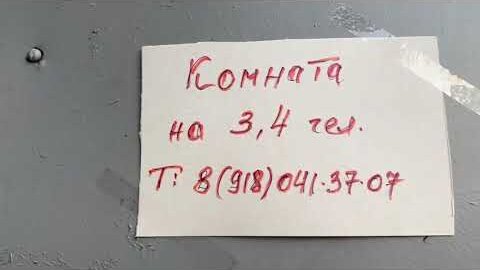 Комната
на 3,4 чел.
Т: 8(918)041·37·07